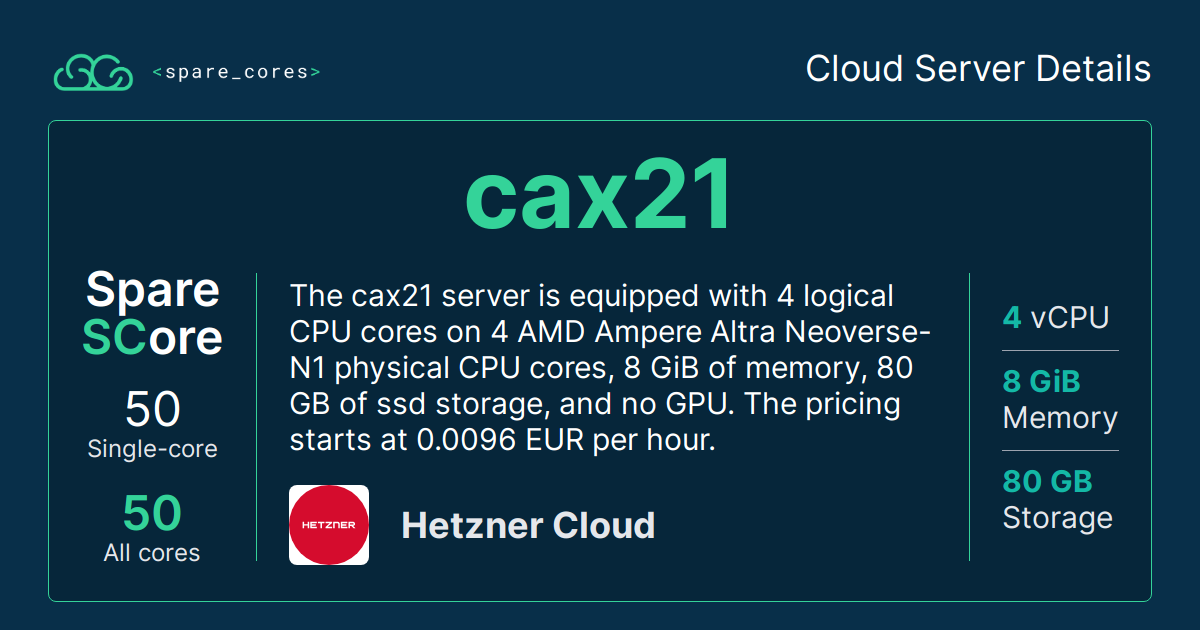 <spare_cores>
Cloud Server Details
cax21
Spare
SCore
50
Single-core
50
All cores
The cax21 server is equipped with 4 logical
CPU cores on 4 AMD Ampere Altra Neoverse-
N1 physical CPU cores, 8 GiB of memory, 80
GB of ssd storage, and no GPU. The pricing
starts at 0.0096 EUR per hour.
HETZNER
Hetzner Cloud
4 vCPU
8 GiB
Memory
80 GB
Storage